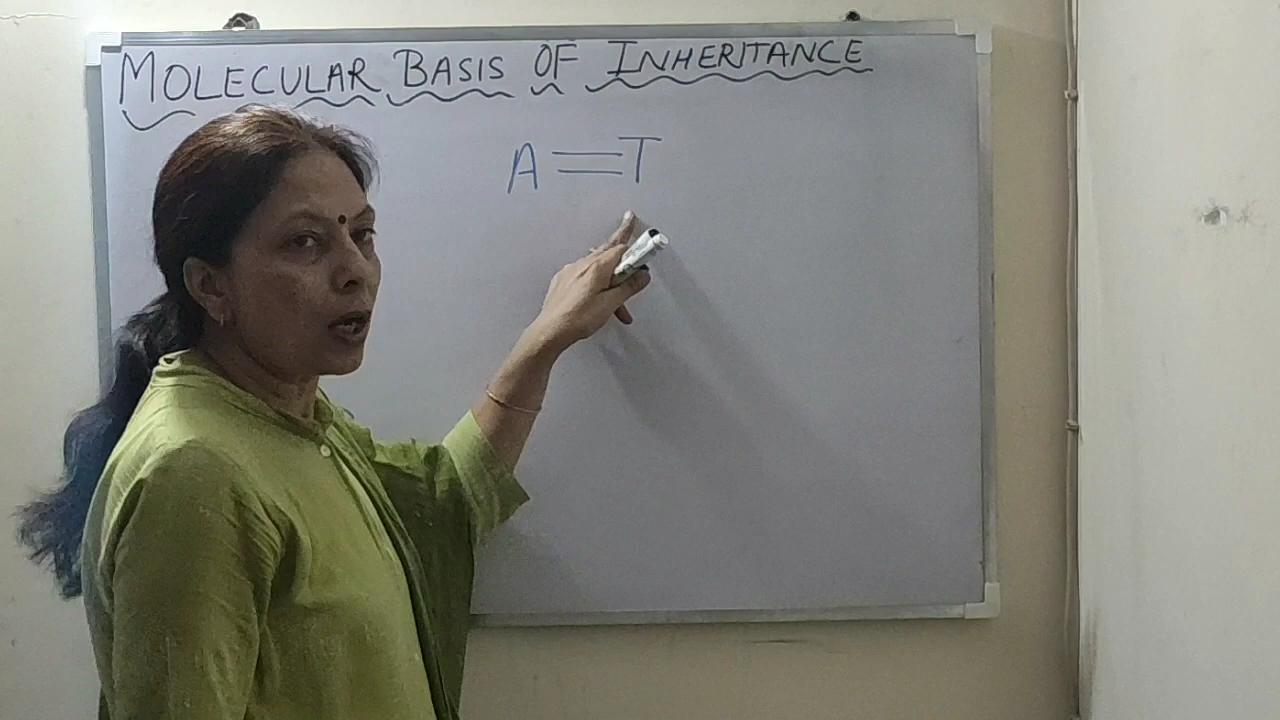 MOLECULAR BASIS OF INHERITANCE
A = T